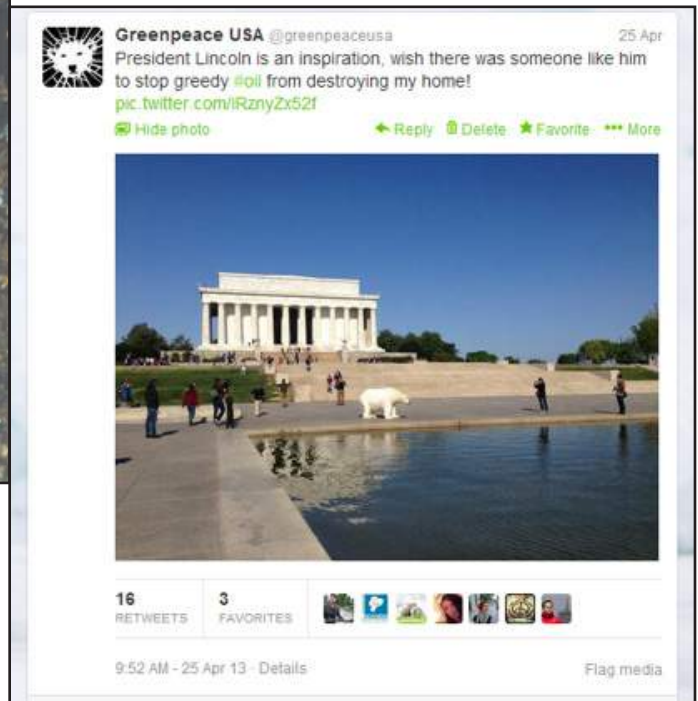 Greenpeace USA @greenpeaceusa 25 Apr
President Lincoln is an inspiration, wish there was someone like him
to stop greedy #oil from destroying my home!
pic.twitter.com/iRznyZx52f
Hide photo Reply Delete Favorite ••• More
16 RETWEETS
3 FAVORITES
9:52 AM - 25 Apr 13 · Details Flag media